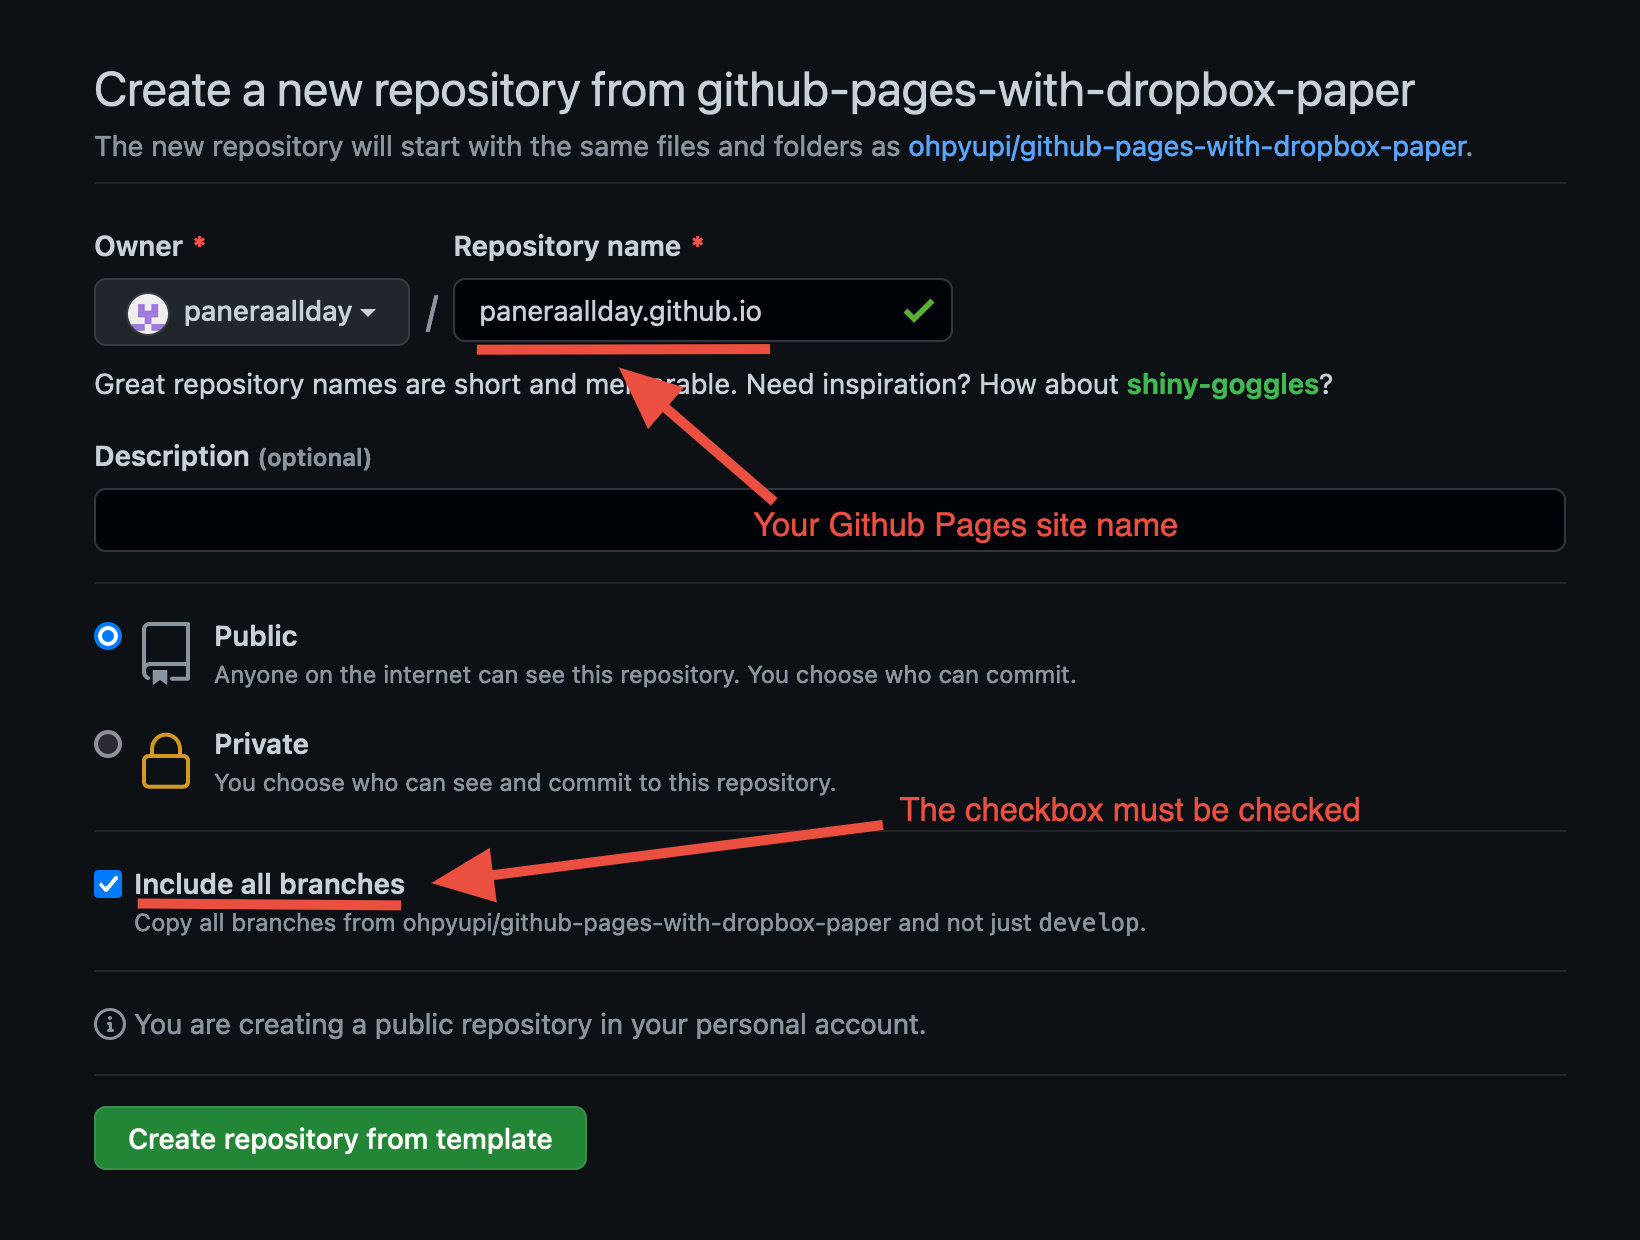 Create a new repository from github-pages-with-dropbox-paper
The new repository will start with the same files and folders as ohpyupi/github-pages-with-dropbox-paper.
Owner *
Repository name *
paneraallday
/
paneraallday.github.io
Great repository names are short and memorable. Need inspiration? How about shiny-goggles?
Description (optional)
Your Github Pages site name
Public
Anyone on the internet can see this repository. You choose who can commit.
Private
You choose who can see and commit to this repository.
The checkbox must be checked
Include all branches
Copy all branches from ohpyupi/github-pages-with-dropbox-paper and not just develop.
You are creating a public repository in your personal account.
Create repository from template